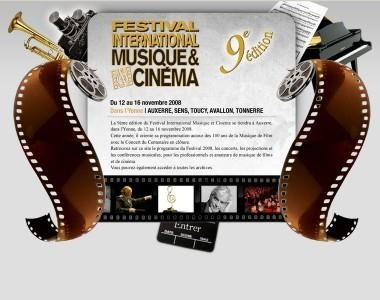 FESTIVAL
INTERNATIONAL
MUSIQUE&
CINÉMA
9e édition
Du 12 au 16 novembre 2008
Dans l'Yonne | AUXERRE, SENS, TOUCY, AVALLON, TONNERRE
La 9ème édition du Festival International Musique et Cinéma se tiendra à Auxerre,
dans l'Yonne, du 12 au 16 novembre 2008.
Cette année, il oriente sa programmation autour des 100 ans de la Musique de Film
avec le Concert du Centenaire en clôture.
Retrouvez sur ce site le programme du Festival 2008, les concerts, les projections et
les conférences musicales, pour les professionnels et amateurs de musique de films
et de cinéma.
Vous pouvez également accéder à toutes les archives.
Entrer